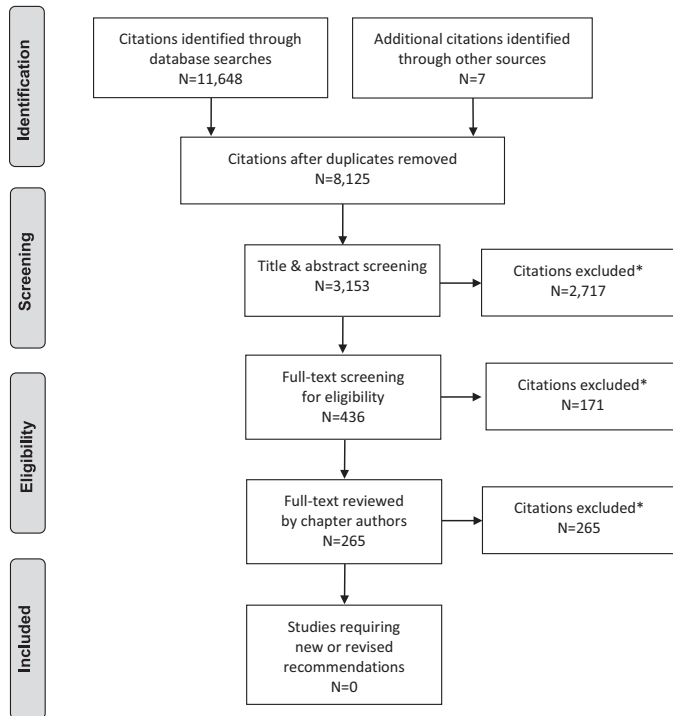 Identification
Citations identified through
database searches
N=11,648
Additional citations identified
through other sources
N=7
Citations after duplicates removed
N=8,125
Screening
Title & abstract screening
N=3,153
Citations excluded*
N=2,717
Eligibility
Full-text screening
for eligibility
N=436
Citations excluded*
N=171
Full-text reviewed
by chapter authors
N=265
Citations excluded*
N=265
Included
Studies requiring
new or revised
recommendations
N=0